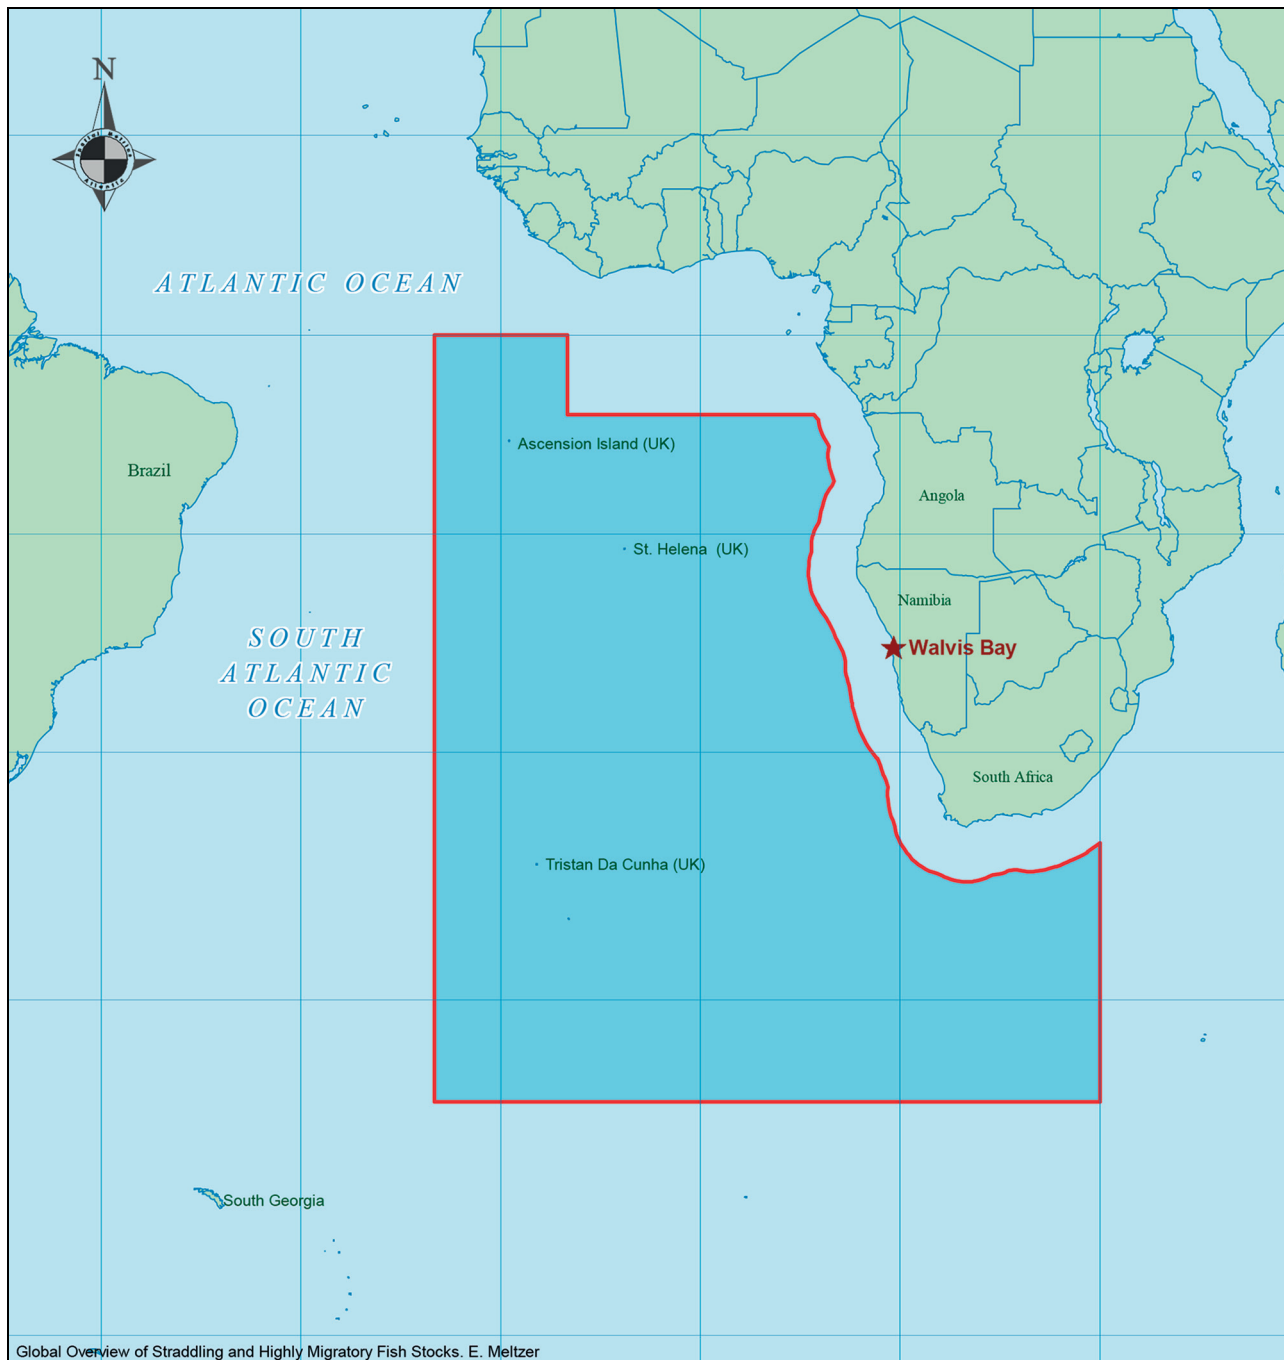 N
ATLANTIC OCEAN
Ascension Island (UK)
Brazil
Angola
St. Helena (UK)
Namibia
SOUTH
ATLANTIC
OCEAN
Walvis Bay
South Africa
Tristan Da Cunha (UK)
South Georgia
Global Overview of Straddling and Highly Migratory Fish Stocks. E. Meltzer